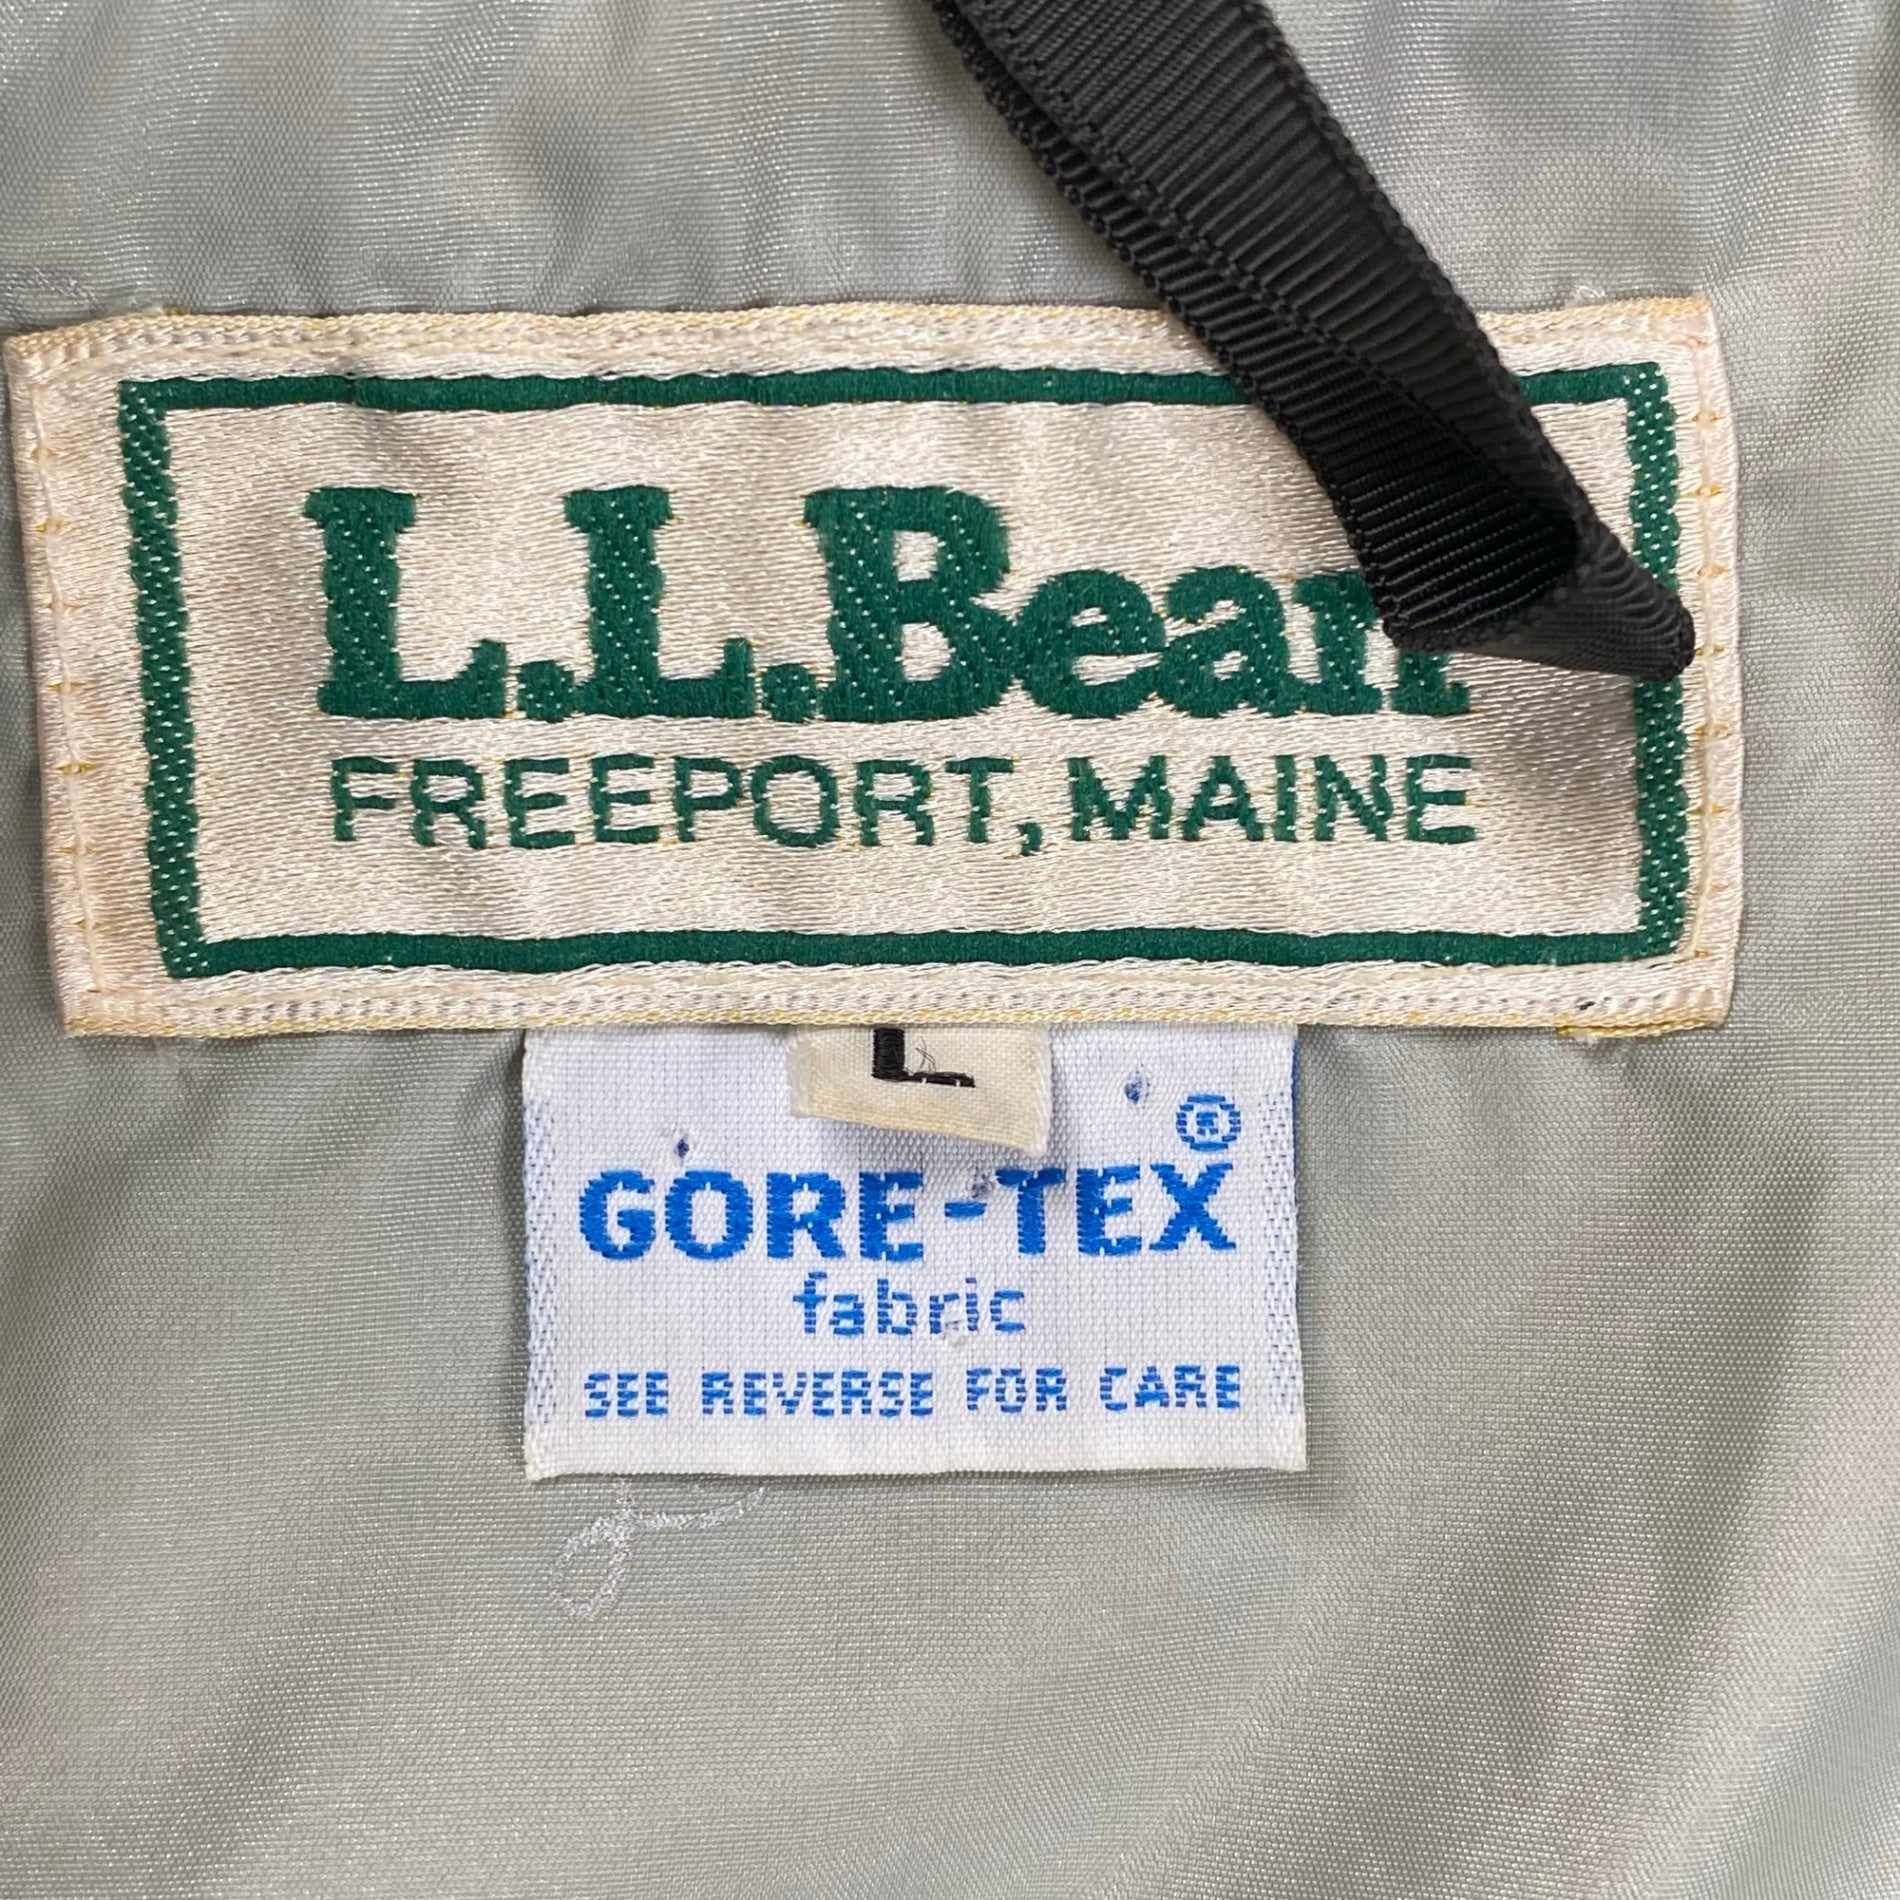 L.L.Bean
FREEPORT, MAINE
L
®
GORE-TEX
fabric
SEE REVERSE FOR CARE